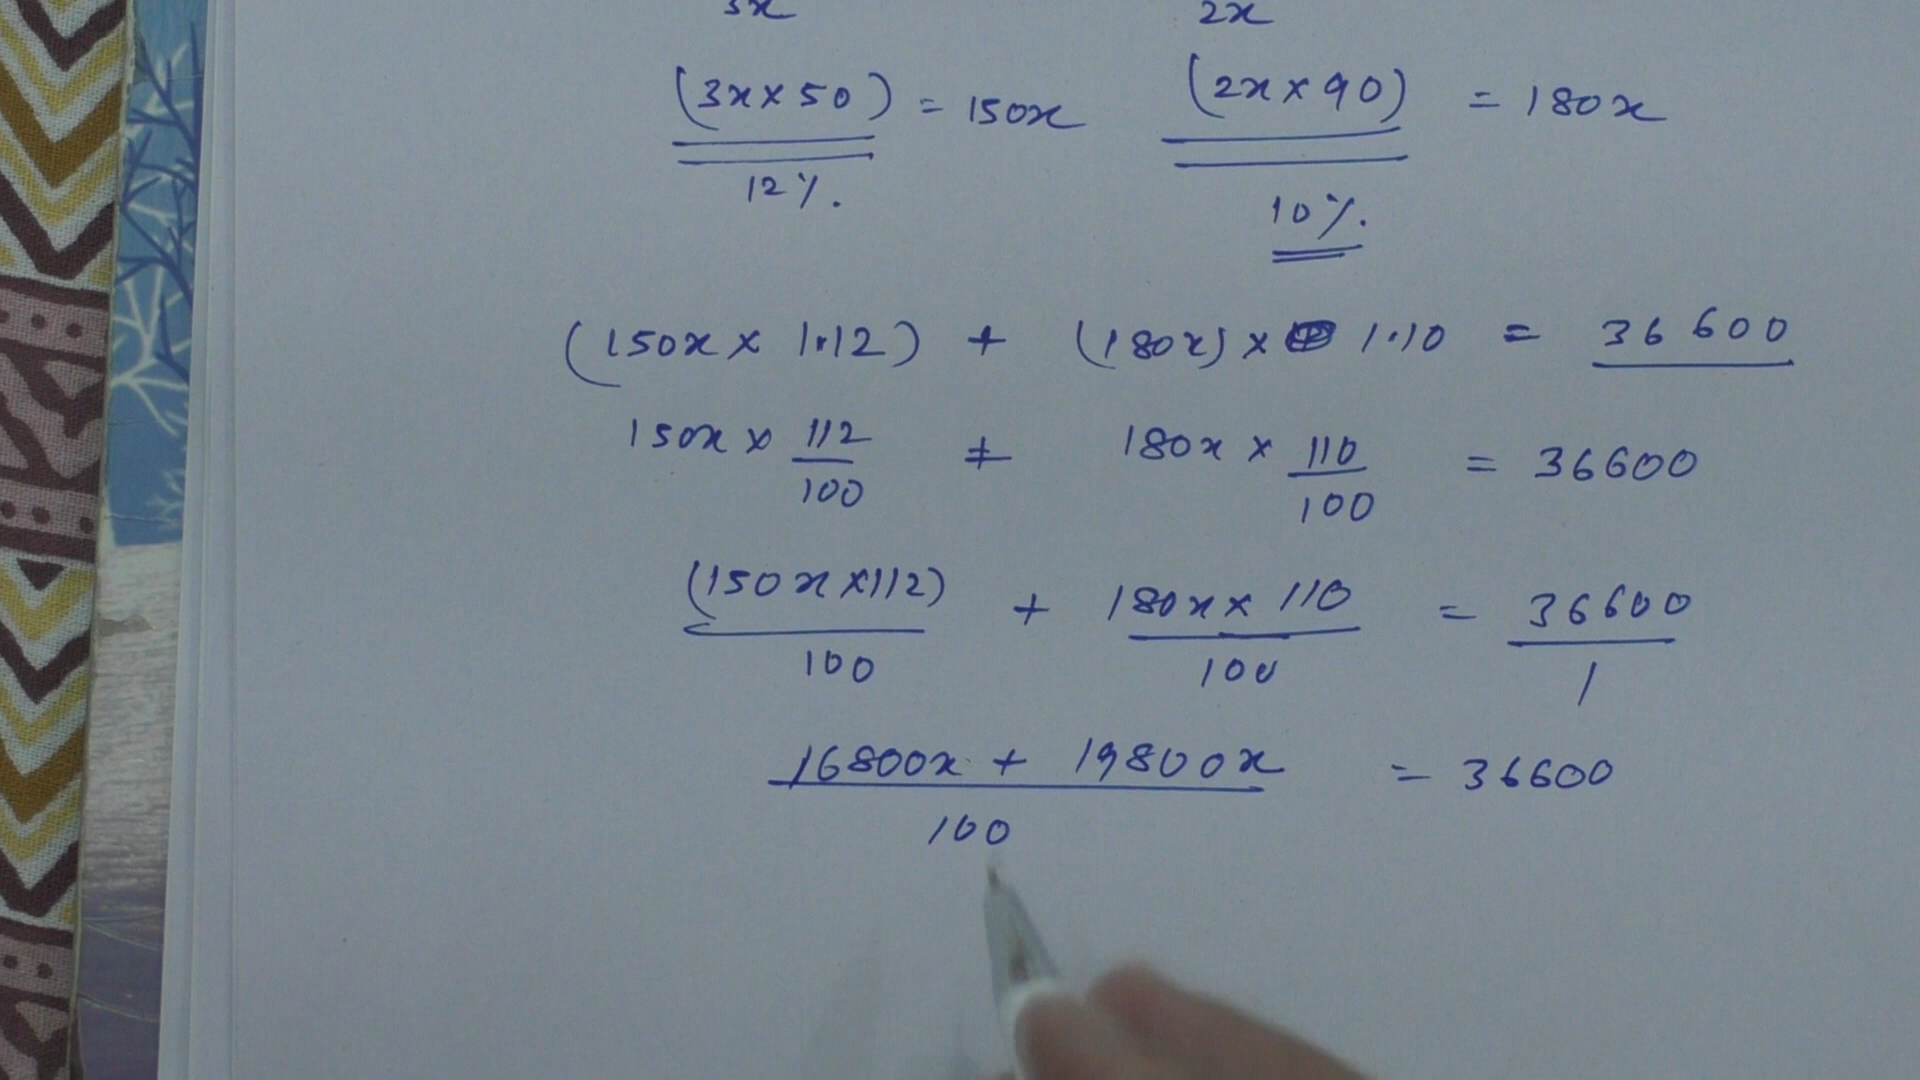 3x 2x
(3x × 50) = 150x (2x × 90) = 180x
12%. 10%.
(150x × 1.12) + (180x) × 1.10 = 36600
150x × 112/100 + 180x × 110/100 = 36600
(150x × 112)/100 + 180x × 110/100 = 36600/1
16800x + 19800x/100 = 36600